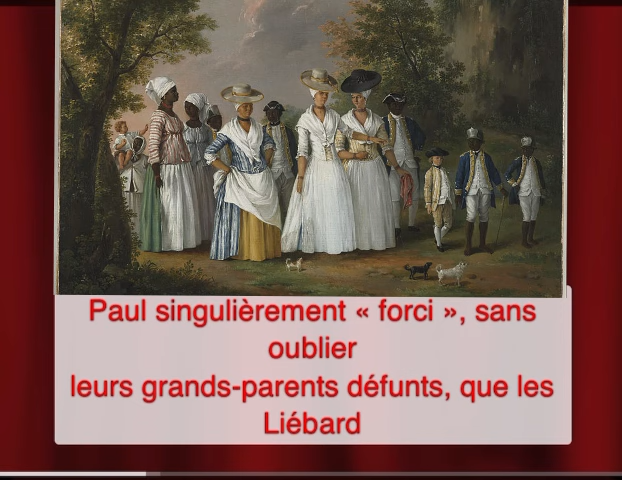 Paul singulièrement « forci », sans
oublier
leurs grands-parents défunts, que les
Liébard